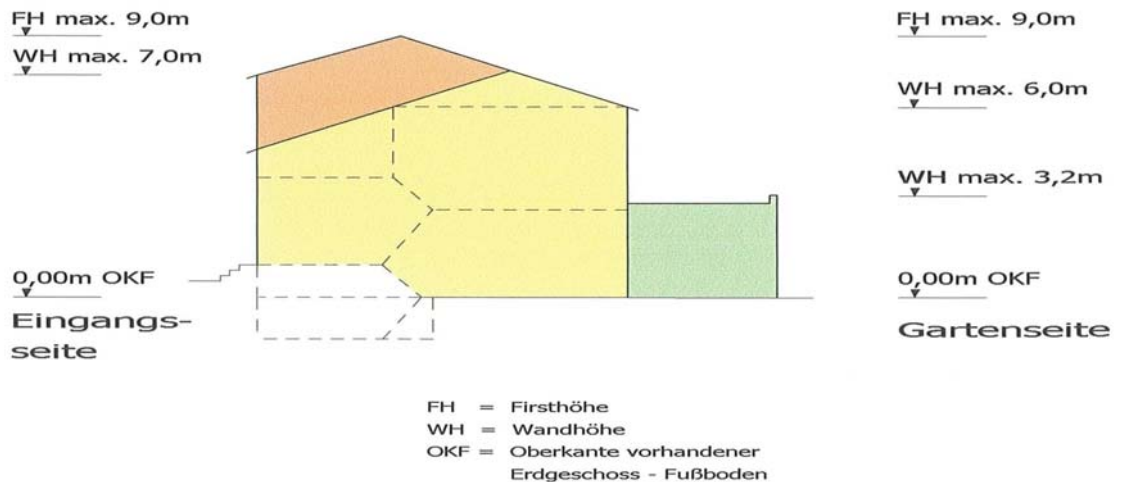 FH max. 9,0m
WH max. 7,0m
0,00m OKF
Eingangs-
seite
FH max. 9,0m
WH max. 6,0m
WH max. 3,2m
0,00m OKF
Gartenseite
FH = Firsthöhe
WH = Wandhöhe
OKF = Oberkante vorhandener
Erdgeschoss - Fußboden